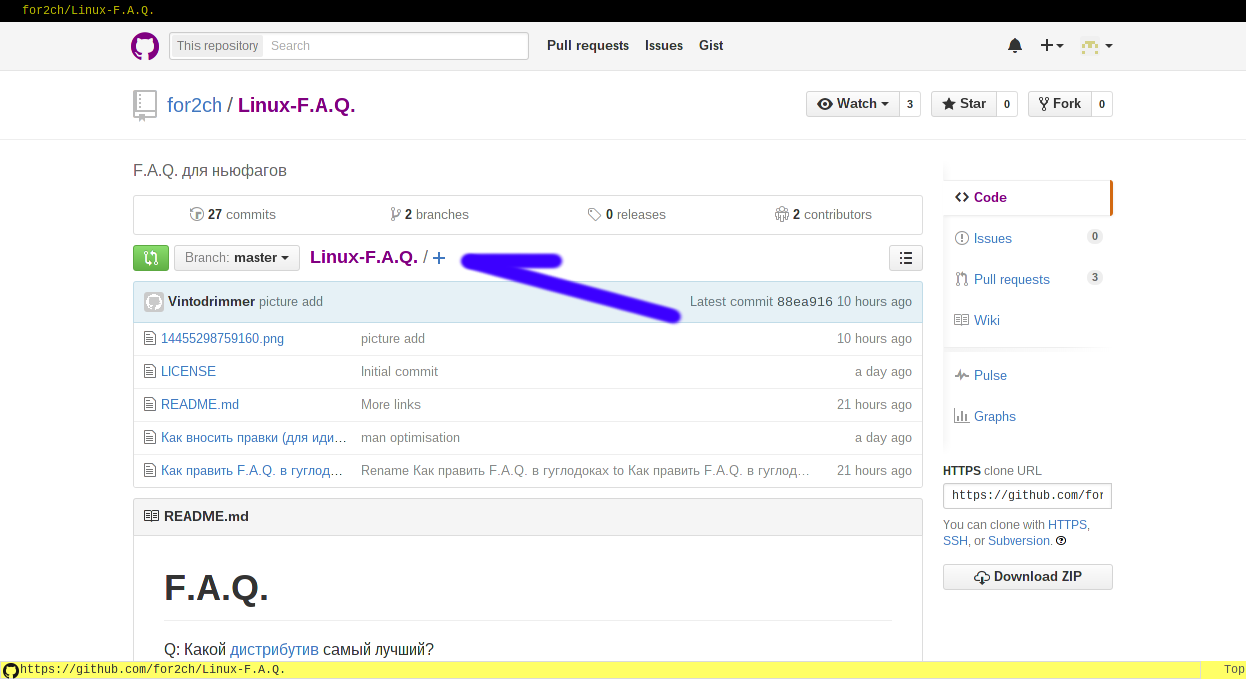 for2ch/Linux-F.A.Q.
This repository Search Pull requests Issues Gist
for2ch / Linux-F.A.Q. Watch 3 Star 0 Fork 0
F.A.Q. для ньюфагов
27 commits 2 branches 0 releases 2 contributors
Branch: master Linux-F.A.Q. / +
Vintodrimmer picture add Latest commit 88ea916 10 hours ago
14455298759160.png picture add 10 hours ago
LICENSE Initial commit a day ago
README.md More links 21 hours ago
Как вносить правки (для иди… man optimisation a day ago
Как править F.A.Q. в гуглод… Rename Как править F.A.Q. в гуглодоках to Как править F.A.Q. в гуглод… 21 hours ago
README.md
F.A.Q.
Q: Какой дистрибутив самый лучший?
Code
Issues 0
Pull requests 3
Wiki
Pulse
Graphs
HTTPS clone URL
https://github.com/for
You can clone with HTTPS,
SSH, or Subversion.
Download ZIP
https://github.com/for2ch/Linux-F.A.Q. Top